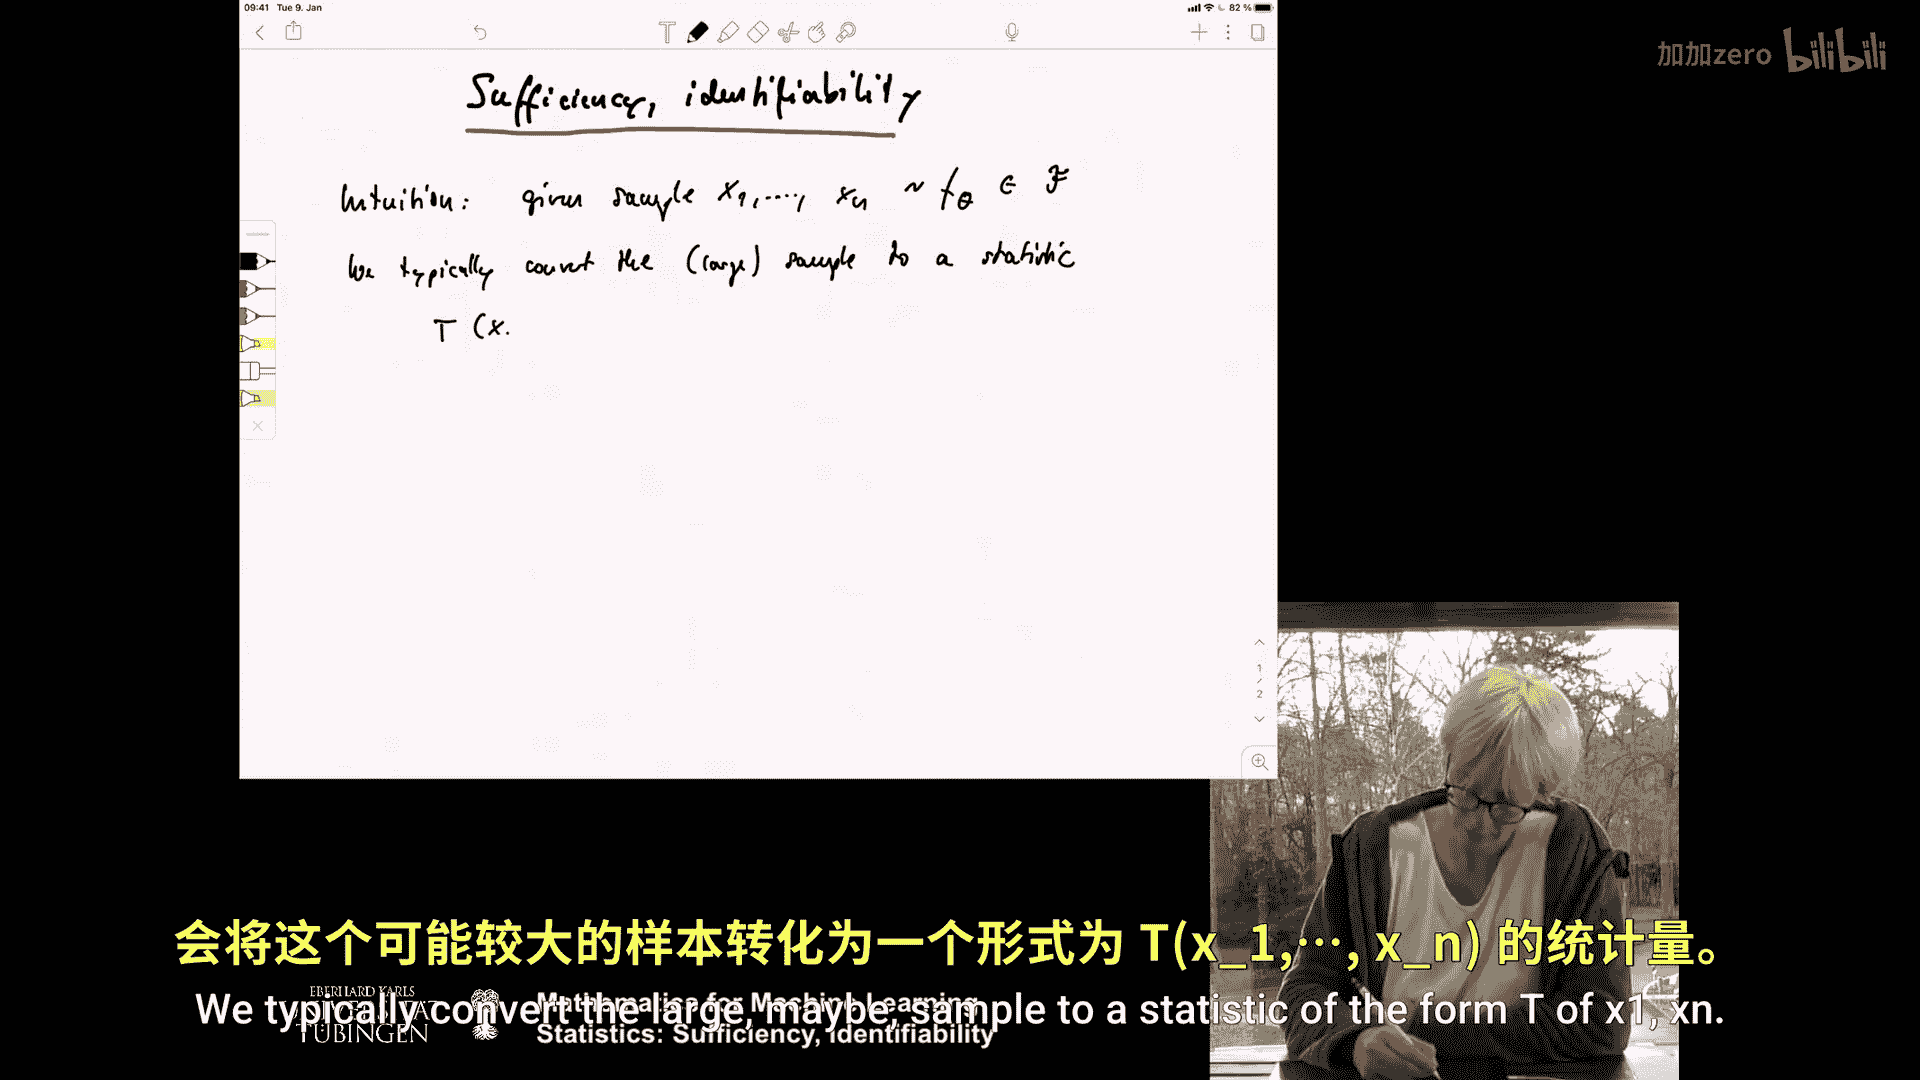 09:41 Tue 9. Jan
82 %
加加zero bilibili
Sufficiency, identifiability
Intuition: given sample x₁, ...., xₙ ~ f_θ ∈ ℱ
We typically convert the (large) sample to a statistic
T (x.
1
/
2
会将这个可能较大的样本转化为一个形式为 T(x_1,…, x_n) 的统计量。
We typically convert the large, maybe, sample to a statistic of the form T of x1, xn.
EBERHARD KARLS
UNIVERSITÄT
TÜBINGEN
Mathematics for Machine Learning
Statistics: Sufficiency, Identifiability